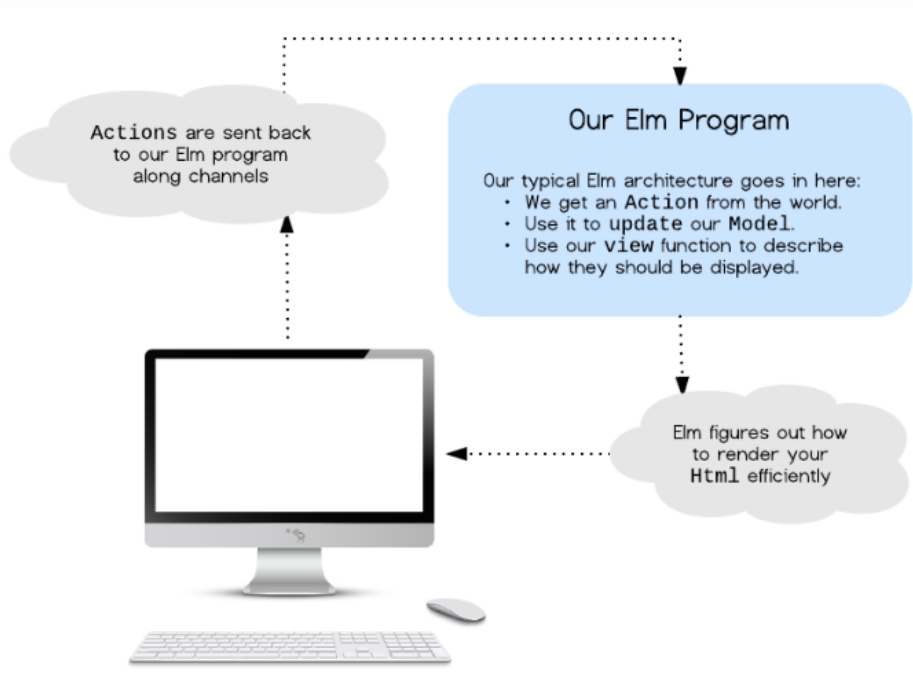 Actions are sent back
to our Elm program
along channels
Our Elm Program
Our typical Elm architecture goes in here:
• We get an Action from the world.
• Use it to update our Model.
• Use our view function to describe
how they should be displayed.
Elm figures out how
to render your
Html efficiently